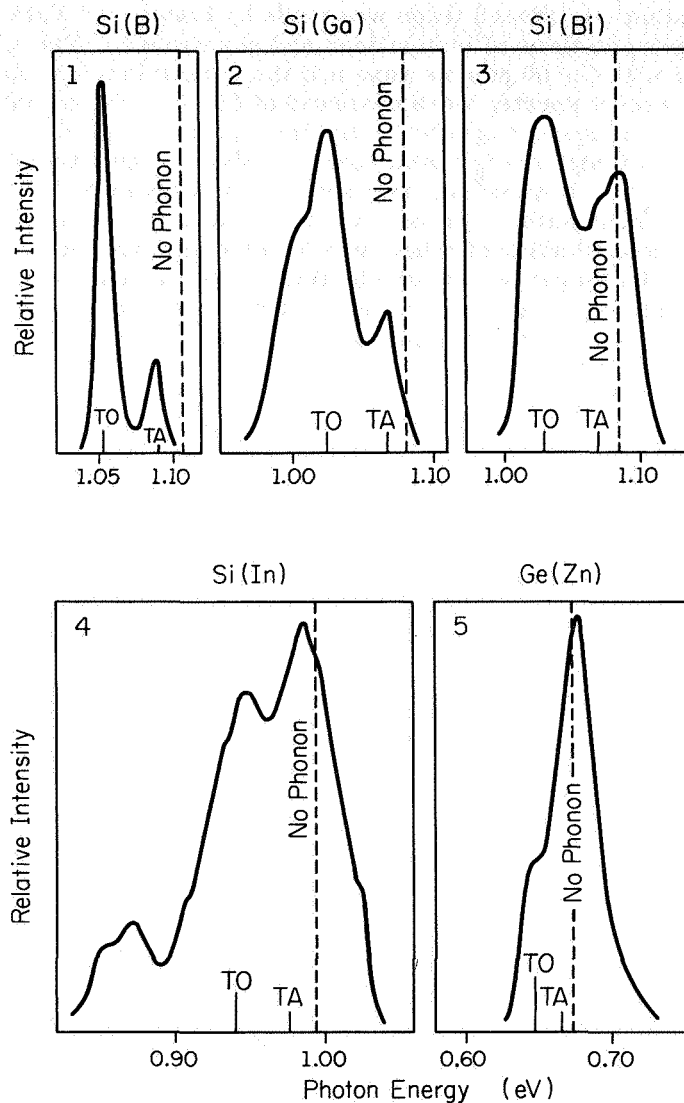 Si(B)
Si(Ga)
Si(Bi)
1
2
3
Relative Intensity
No Phonon
No Phonon
No Phonon
TO
TA
TO
TA
TO
TA
1.05
1.10
1.00
1.10
1.00
1.10
Si(In)
Ge(Zn)
4
5
Relative Intensity
No Phonon
No Phonon
TO
TA
TO
TA
0.90
1.00
0.60
0.70
Photon Energy (eV)